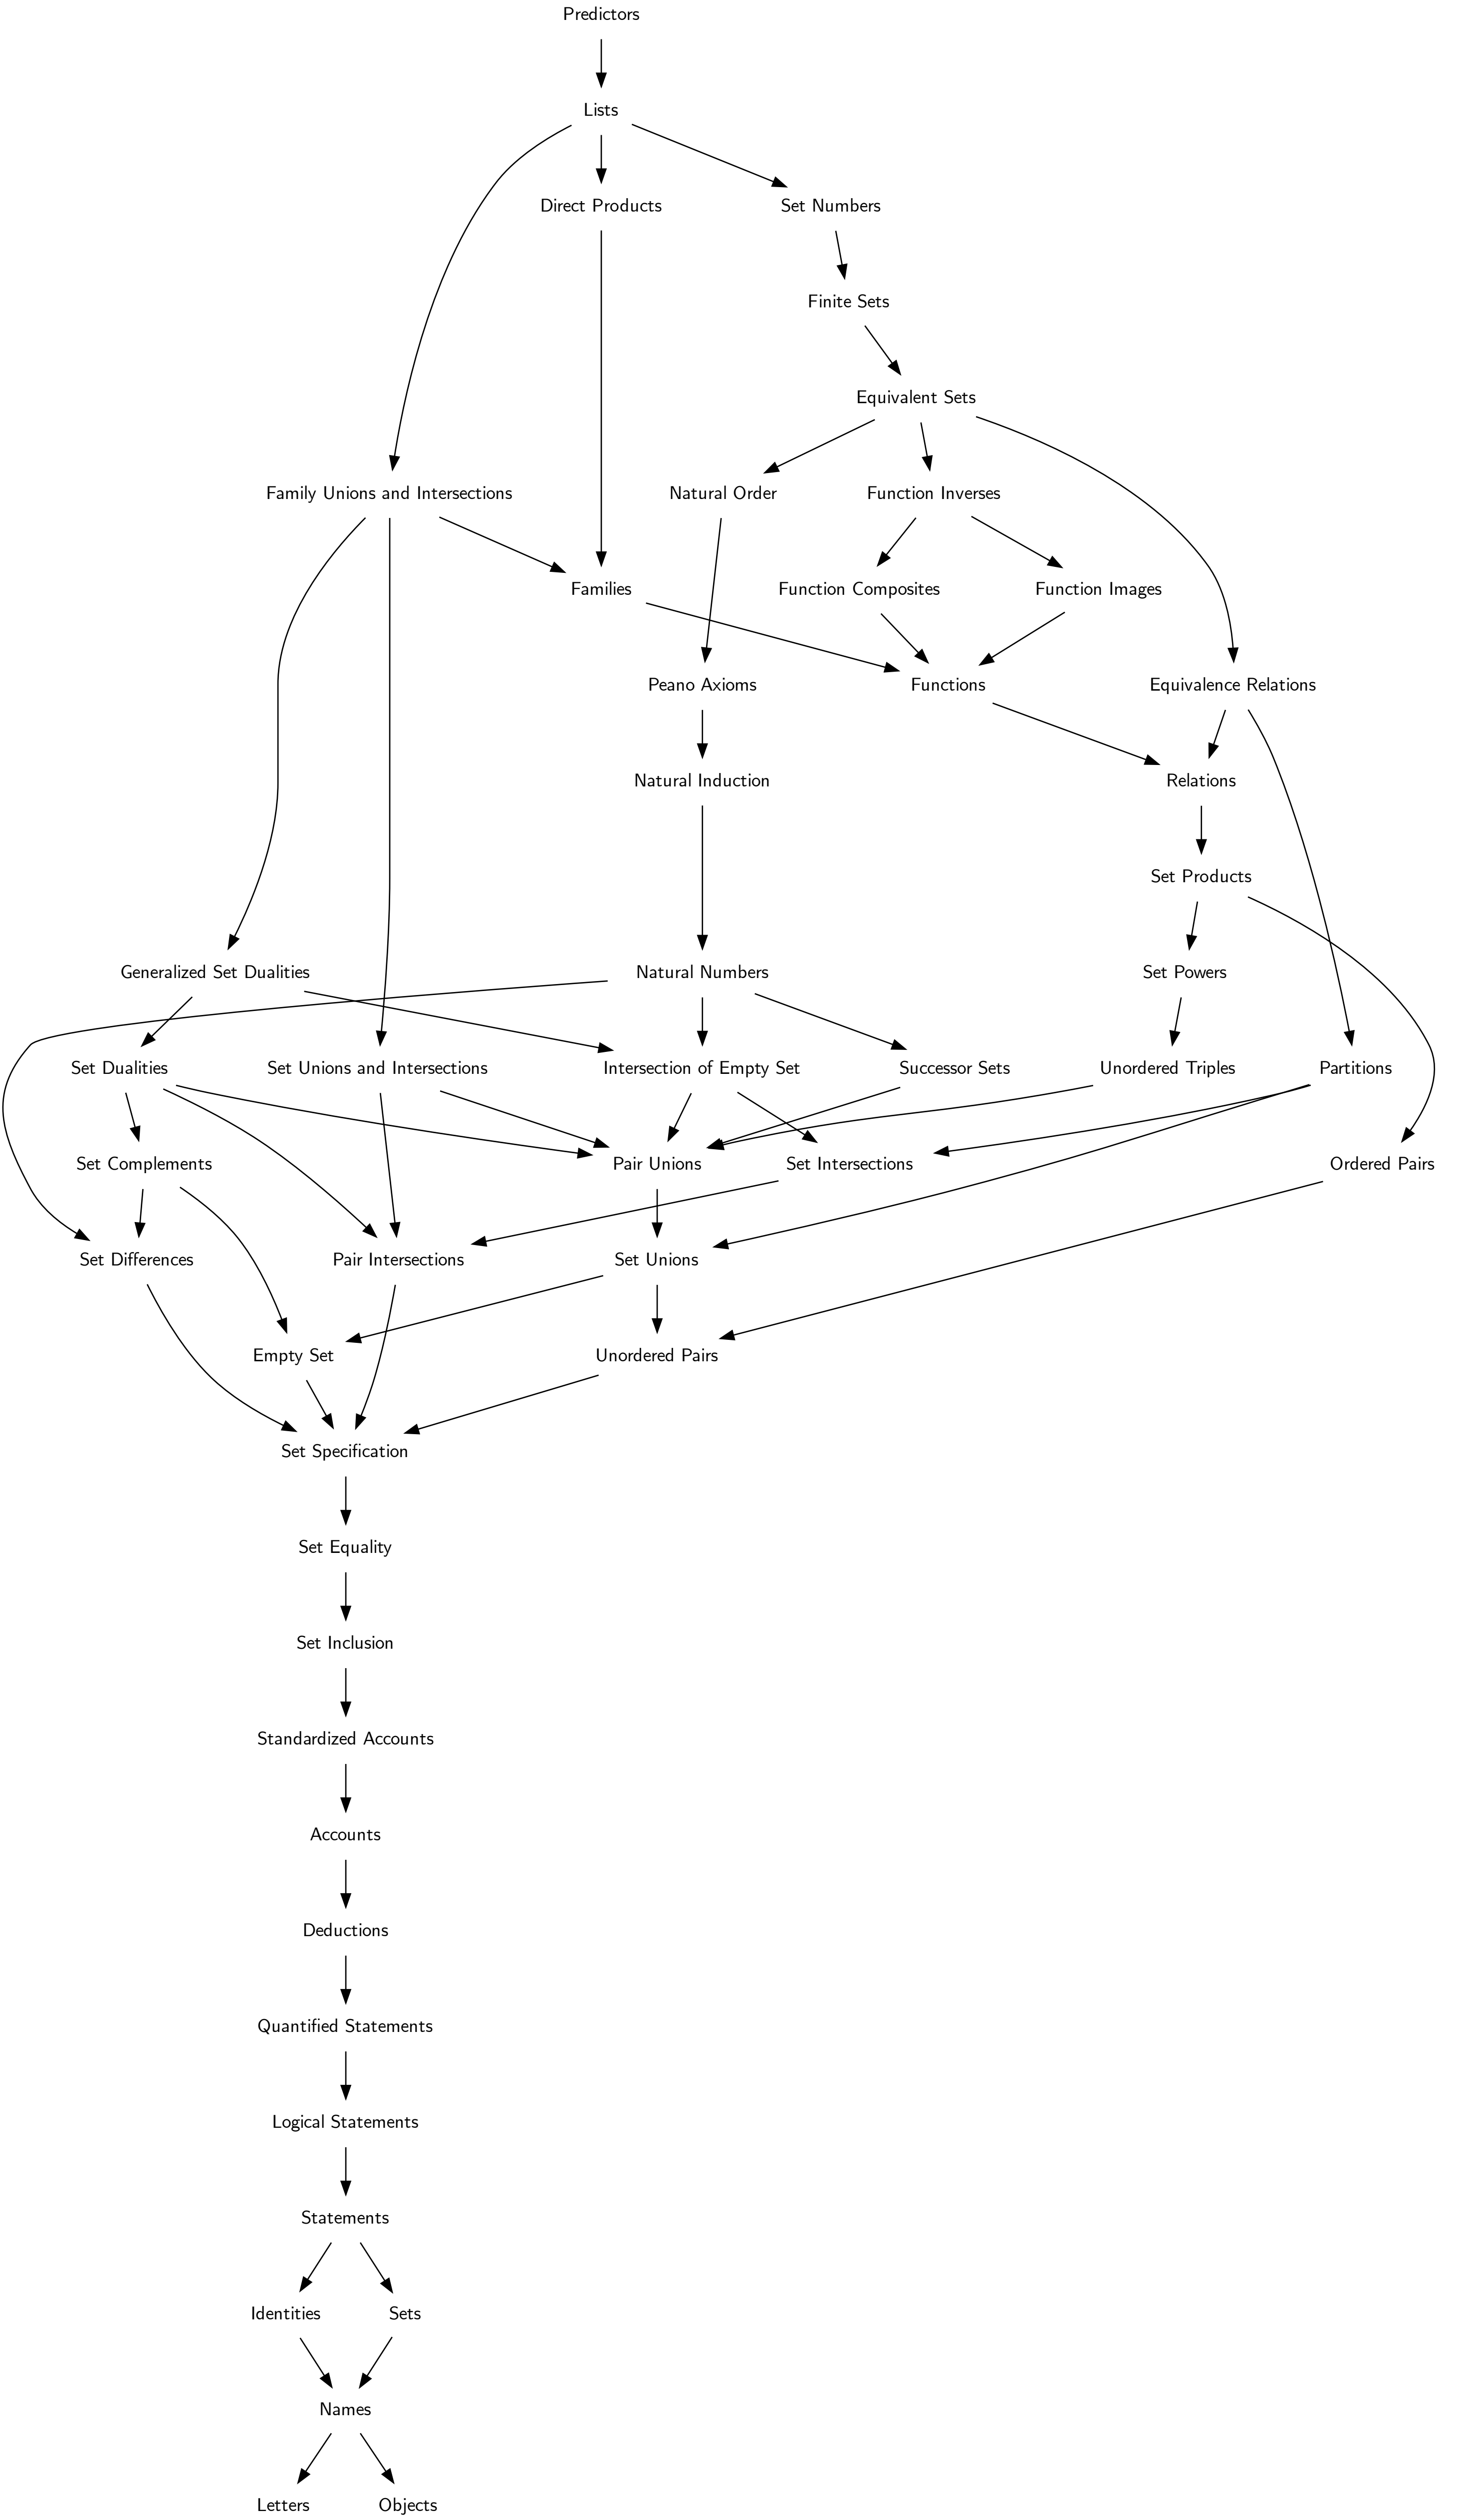 Predictors
Lists
Direct Products
Set Numbers
Finite Sets
Equivalent Sets
Family Unions and Intersections
Natural Order
Function Inverses
Families
Function Composites
Function Images
Peano Axioms
Functions
Equivalence Relations
Natural Induction
Relations
Set Products
Generalized Set Dualities
Natural Numbers
Set Powers
Set Dualities
Set Unions and Intersections
Intersection of Empty Set
Successor Sets
Unordered Triples
Partitions
Set Complements
Pair Unions
Set Intersections
Ordered Pairs
Set Differences
Pair Intersections
Set Unions
Empty Set
Unordered Pairs
Set Specification
Set Equality
Set Inclusion
Standardized Accounts
Accounts
Deductions
Quantified Statements
Logical Statements
Statements
Identities
Sets
Names
Letters
Objects